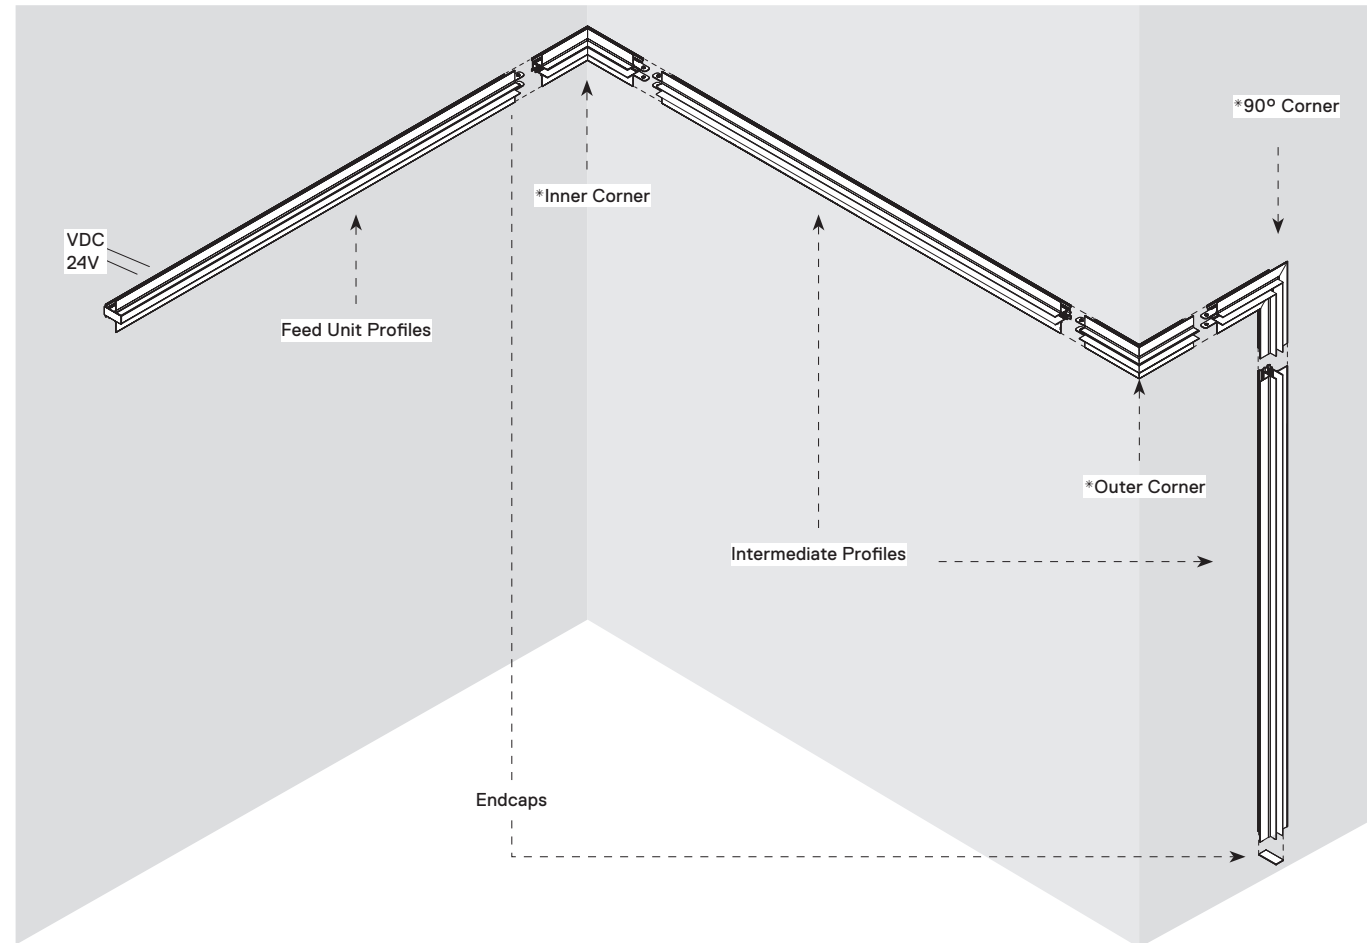 *90º Corner
*Inner Corner
VDC
24V
Feed Unit Profiles
*Outer Corner
Intermediate Profiles
Endcaps